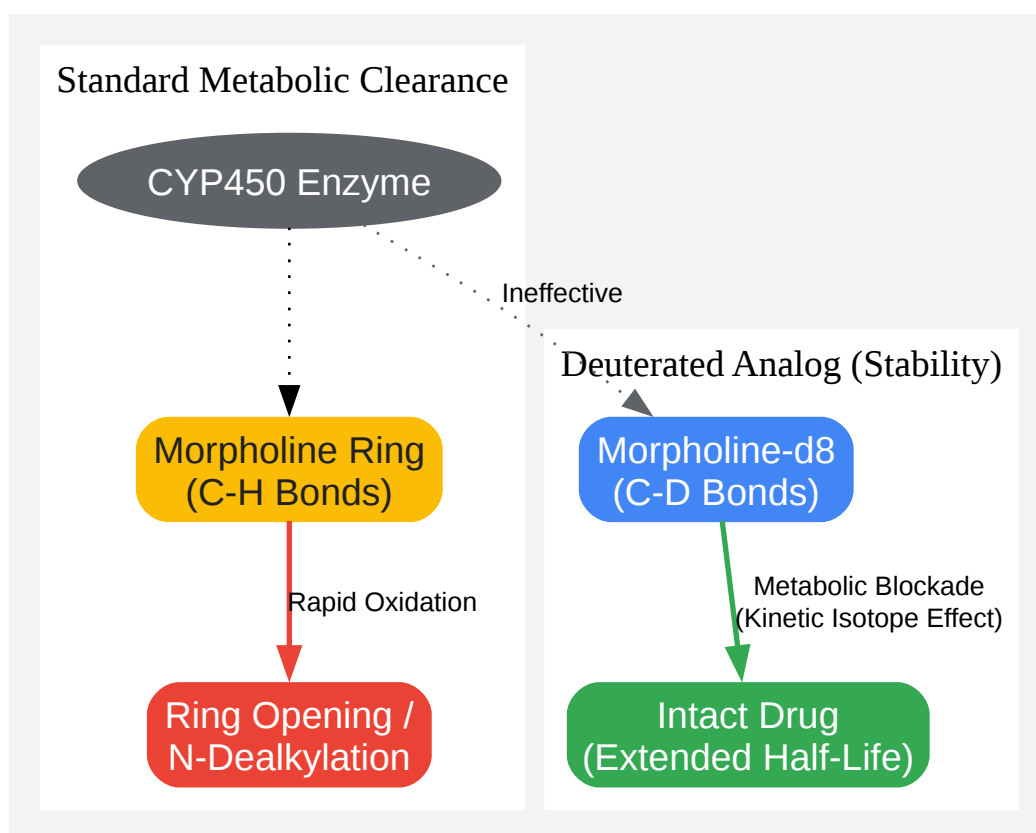 Standard Metabolic Clearance
CYP450 Enzyme
Ineffective
Deuterated Analog (Stability)
Morpholine Ring
(C-H Bonds)
Morpholine-d8
(C-D Bonds)
Rapid Oxidation
Metabolic Blockade
(Kinetic Isotope Effect)
Ring Opening /
N-Dealkylation
Intact Drug
(Extended Half-Life)